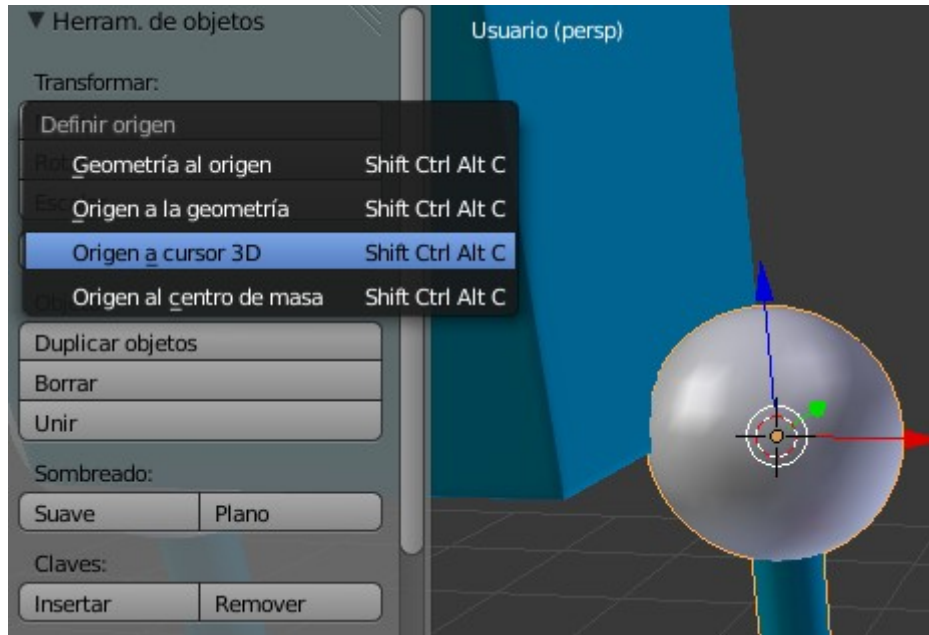 Herram. de objetos
Usuario (persp)
Transformar:
Definir origen
Geometría al origen Shift Ctrl Alt C
Origen a la geometría Shift Ctrl Alt C
Origen a cursor 3D Shift Ctrl Alt C
Origen al centro de masa Shift Ctrl Alt C
Duplicar objetos
Borrar
Unir
Sombreado:
Suave Plano
Claves:
Insertar Remover